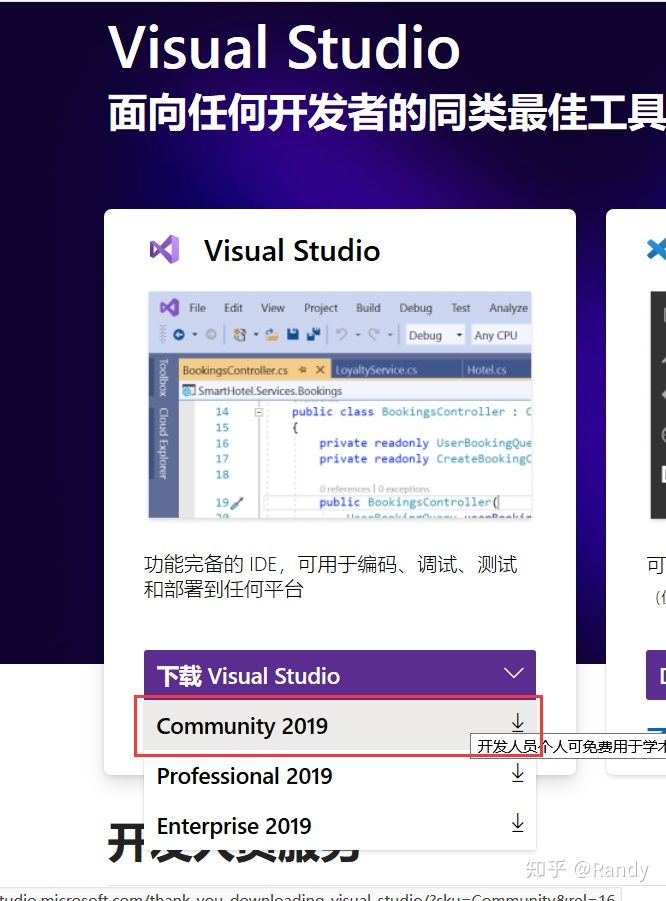 Visual Studio
面向任何开发者的同类最佳工具
Visual Studio
File Edit View Project Build Debug Test Analyze
Debug Any CPU
Toolbox
Cloud Explorer
BookingsController.cs LoyaltyService.cs Hotel.cs
SmartHotel.Services.Bookings
14 public class BookingsController : C
15 {
16 private readonly UserBookingQue
17 private readonly CreateBookingC
18
0 references | 0 exceptions
19 public BookingsController(
功能完备的 IDE，可用于编码、调试、测试
和部署到任何平台
可
下载 Visual Studio
Community 2019
开发人员个人可免费用于学术
Professional 2019
Enterprise 2019
开发人员服务
知乎 @Randy
tudio.microsoft.com/thank-you-downloading-visual-studio/?sku=Community&rel=16